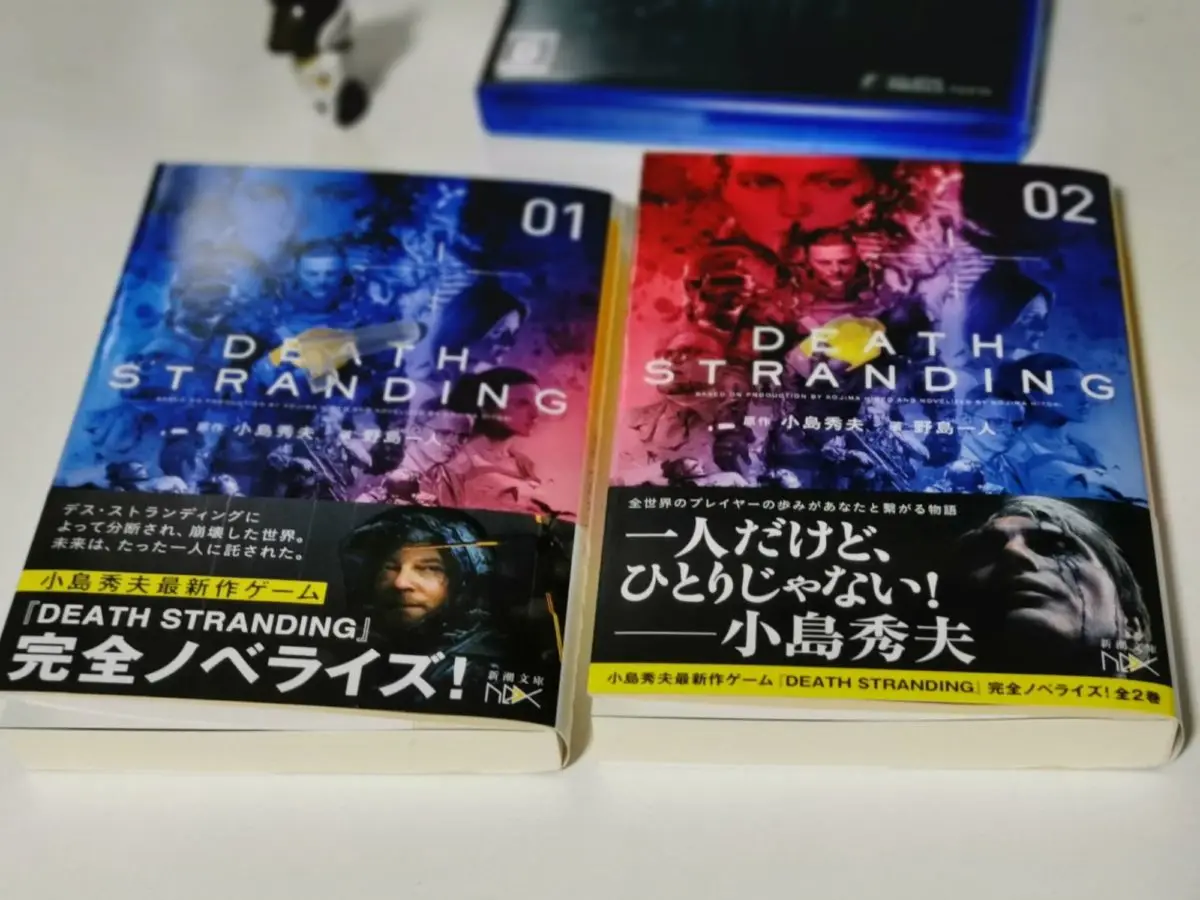 01
DEATH
STRANDING
原作 小島秀夫 著 野島一人
デス・ストランディングに
よって分断され、崩壊した世界。
未来は、たった一人に託された。
小島秀夫最新作ゲーム
『DEATH STRANDING』
完全ノベライズ!
新潮文庫
nex
02
DEATH
STRANDING
BASED ON PRODUCTION BY KOJIMA HIDEO AND NOVELIZED BY NOJIMA HITORI
原作 小島秀夫 著 野島一人
全世界のプレイヤーの歩みがあなたと繋がる物語
一人だけど、
ひとりじゃない!
——小島秀夫
新潮文庫
nex
小島秀夫最新作ゲーム『DEATH STRANDING』完全ノベライズ! 全2巻